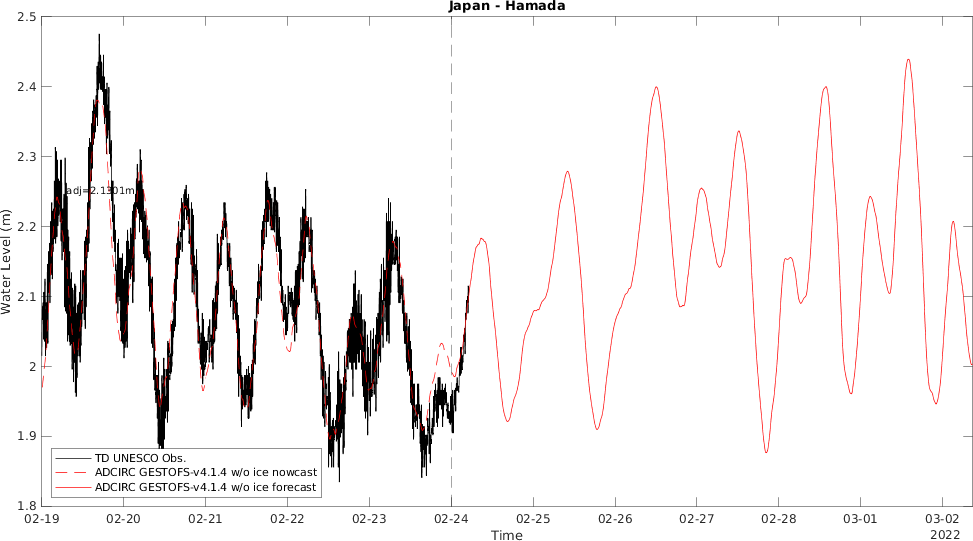 Japan - Hamada
2.5
2.4
2.3
2.2
2.1
2
1.9
1.8
Water Level (m)
adj=2.1301m
TD UNESCO Obs.
ADCIRC GESTOFS-v4.1.4 w/o ice nowcast
ADCIRC GESTOFS-v4.1.4 w/o ice forecast
02-19 02-20 02-21 02-22 02-23 02-24 02-25 02-26 02-27 02-28 03-01 03-02
2022
Time